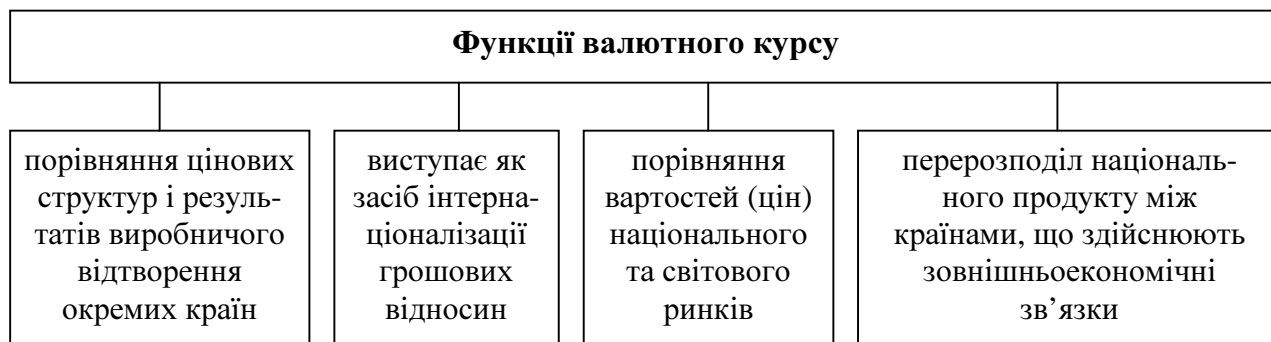 Функції валютного курсу
порівняння цінових
структур і резуль-
татів виробничого
відтворення
окремих країн
виступає як
засіб інтерна-
ціоналізації
грошових
відносин
порівняння
вартостей (цін)
національного
та світового
ринків
перерозподіл національ-
ного продукту між
країнами, що здійснюють
зовнішньоекономічні
зв’язки